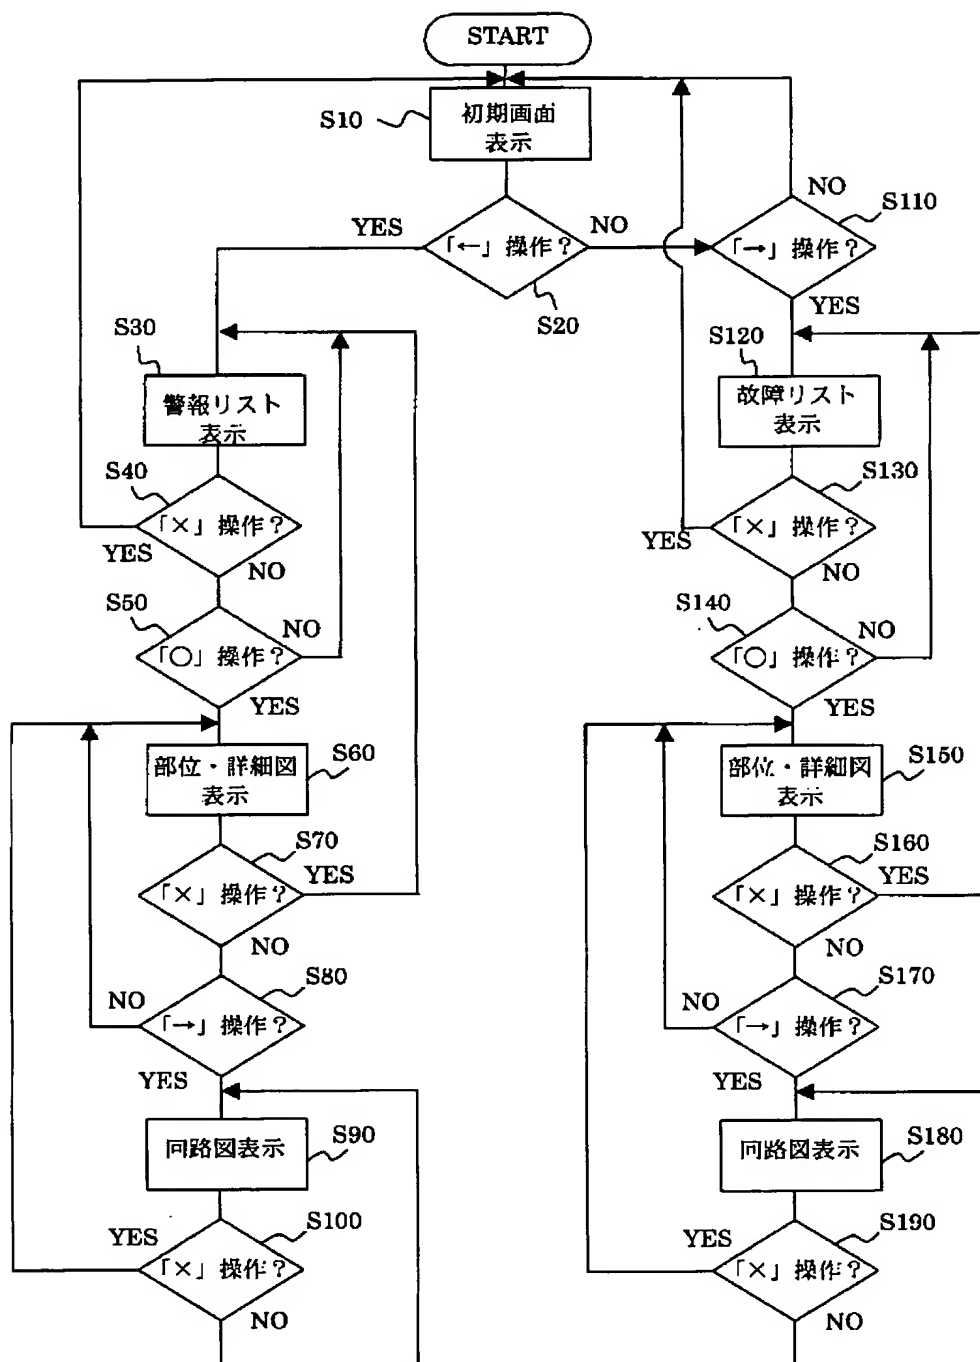 START
S10
初期画面
表示
YES
「←」操作？
NO
S20
NO
S110
「→」操作？
YES
S30
警報リスト
表示
S120
故障リスト
表示
S40
「×」操作？
YES
NO
S130
「×」操作？
YES
NO
S50
「○」操作？
NO
YES
S140
「○」操作？
NO
YES
部位・詳細図
表示
S60
部位・詳細図
表示
S150
S70
「×」操作？
YES
NO
S160
「×」操作？
YES
NO
S80
NO
「→」操作？
YES
S170
NO
「→」操作？
YES
回路図表示
S90
回路図表示
S180
YES
S100
「×」操作？
NO
YES
S190
「×」操作？
NO